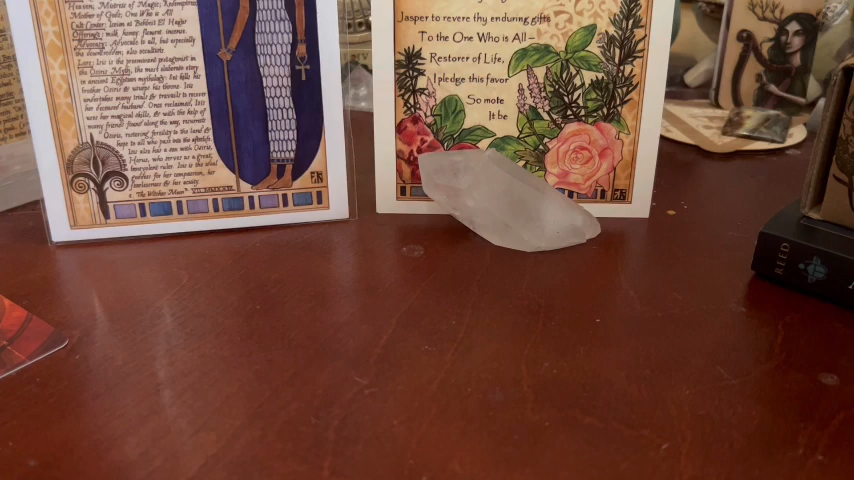 Heaven, Mistress of Magic, Redemptress
Mother of Gods, One Who is All
Cult Center: Iseion at Behbeit El Hagar
Offerings: milk, honey, flowers, incense
Advocate to all, but especially
the downtrodden; also
Lore: Isis is the preeminent protagonist in
the Osiris Myth, the most elaborate story
in ancient Egyptian mythology. Set kills his
brother Osiris & usurps his throne. Isis
undertakes many trials & travails to recover
her deceased husband. Once reclaimed, Isis
uses her magical skills, & with the help of
many friends found along the way, resurrects
Osiris, restoring fertility to the land &
hope to all who pass into the afterlife.
Isis also has a son with Osiris,
Horus, who serves as a great,
benevolent ruler. Isis is the ideal
goddess for her compassion, her
fearlessness & her
© The Witches' Moon
Jasper to revere thy enduring gifts
To the One Who is All –
Restorer of Life,
I pledge this favor
So mote
It be
REED